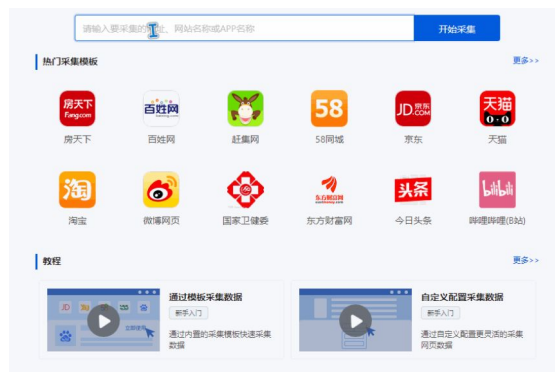 请输入要采集的网址、网站名称或APP名称
开始采集
热门采集模板
更多>>
房天下
Fang.com
百姓网
58
JD京东
.COM
天猫
房天下
百姓网
赶集网
58同城
京东
天猫
淘
头条
bilibili
东方财富网
淘宝
微博网页
国家卫健委
东方财富网
今日头条
哔哩哔哩(B站)
教程
更多>>
JD
淘
通过模板采集数据
新手入门
通过内置的采集模板快速采集
数据
自定义配置采集数据
新手入门
通过自定义配置更灵活的采集
网页数据